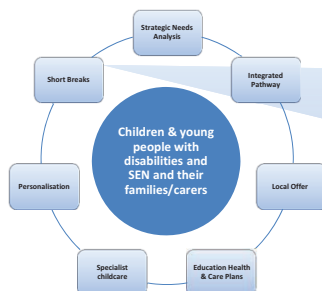 Strategic Needs
Analysis
Short Breaks
Integrated
Pathway
Children & young
people with
disabilities and
SEN and their
families/carers
Personalisation
Local Offer
Specialist
childcare
Education Health
& Care Plans